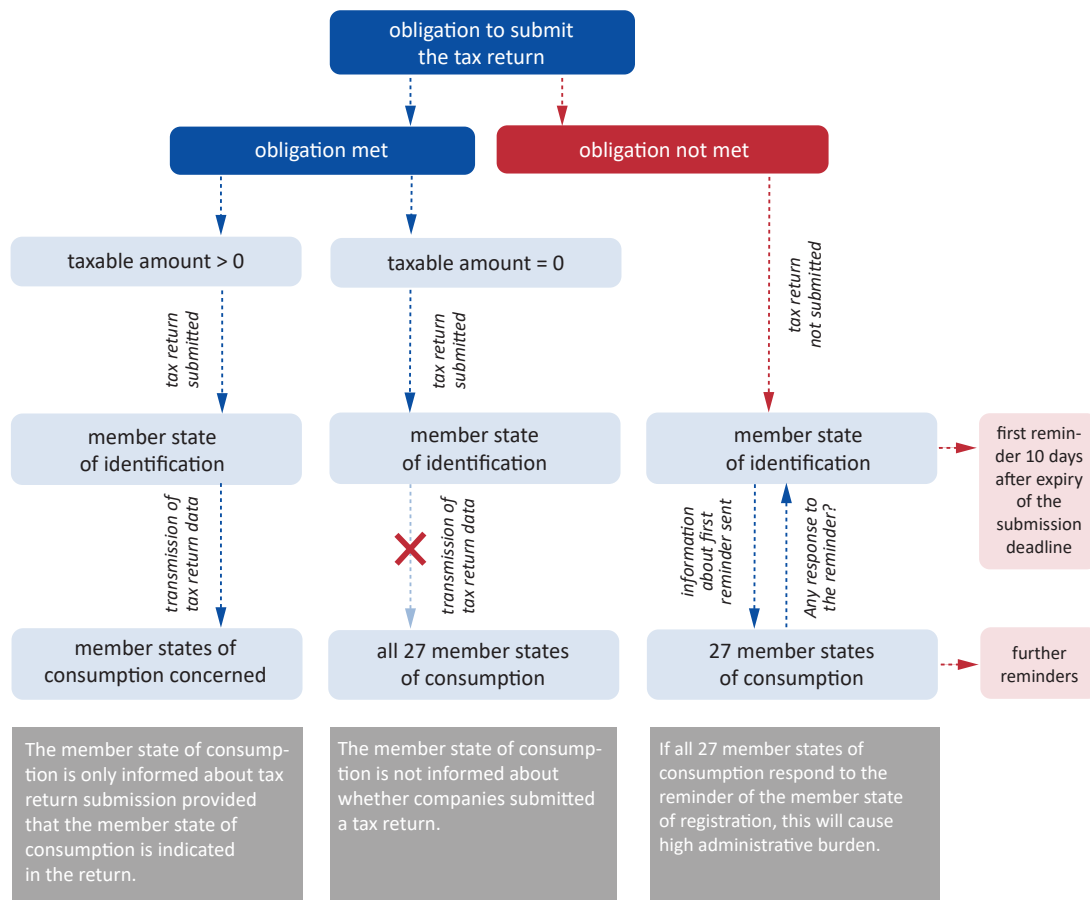 obligation to submit
the tax return
obligation met
obligation not met
taxable amount > 0
taxable amount = 0
tax return
submitted
tax return
submitted
tax return
not submitted
member state
of identification
member state
of identification
member state
of identification
first remin-
der 10 days
after expiry
of the
submission
deadline
transmission of
tax return data
transmission of
tax return data
information
about first
reminder sent
Any response to
the reminder?
member states of
consumption concerned
all 27 member states
of consumption
27 member states
of consumption
further
reminders
The member state of consump-
tion is only informed about tax
return submission provided
that the member state of
consumption is indicated
in the return.
The member state of consump-
tion is not informed about
whether companies submitted
a tax return.
If all 27 member states of
consumption respond to the
reminder of the member state
of registration, this will cause
high administrative burden.